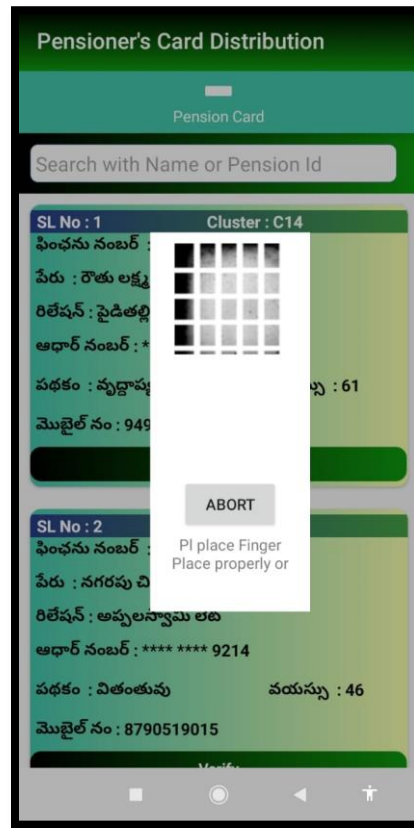 Pensioner's Card Distribution
Pension Card
Search with Name or Pension Id
SL No : 1 Cluster : C14
ఫింఛను నంబర్ :
పేరు : రౌతు లక్ష్మ
రిలేషన్ : పైడితల్లి
ఆధార్ నంబర్ : *
పథకం : వృద్ధాప్య : 61
మొబైల్ నం : 949
ABORT
Pl place Finger
Place properly or
SL No : 2
ఫింఛను నంబర్ :
పేరు : నగరపు చి
రిలేషన్ : అప్పలస్వామి లేట్
ఆధార్ నంబర్ : **** **** 9214
పథకం : వితంతువు వయస్సు : 46
మొబైల్ నం : 8790519015
Verify